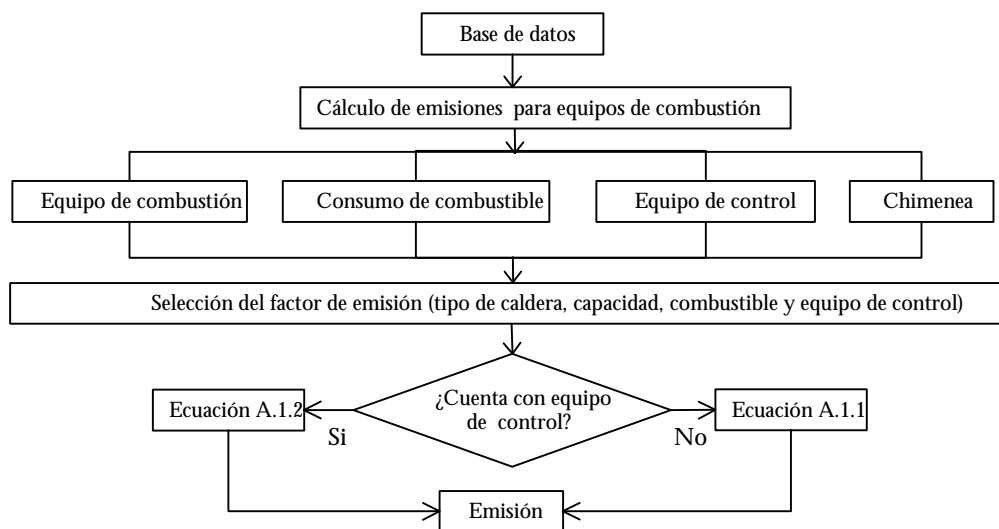 Base de datos
Cálculo de emisiones para equipos de combustión
Equipo de combustión
Consumo de combustible
Equipo de control
Chimenea
Selección del factor de emisión (tipo de caldera, capacidad, combustible y equipo de control)
¿Cuenta con equipo
de control?
Ecuación A.1.2
Si
No
Ecuación A.1.1
Emisión